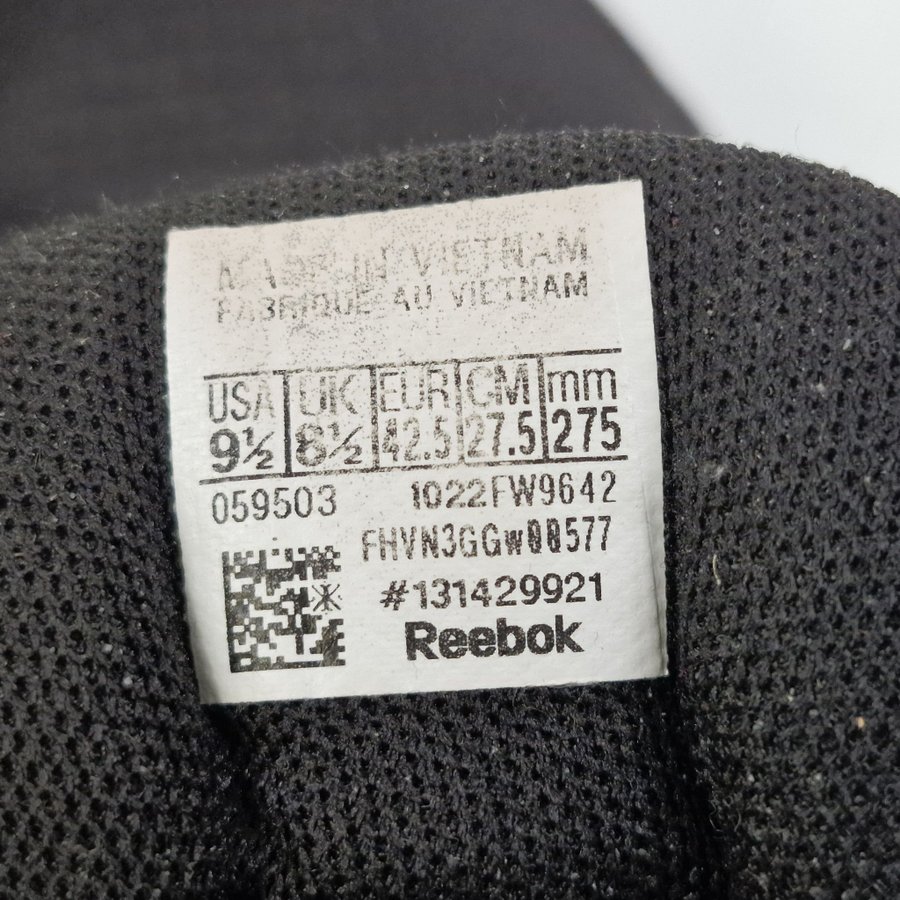 MADE IN VIETNAM
FABRIQUE AU VIETNAM
USA UK EUR CM mm
9½ 8½ 42.5 27.5 275
059503 1022FW9642
FHVN3GGW00577
#131429921
Reebok